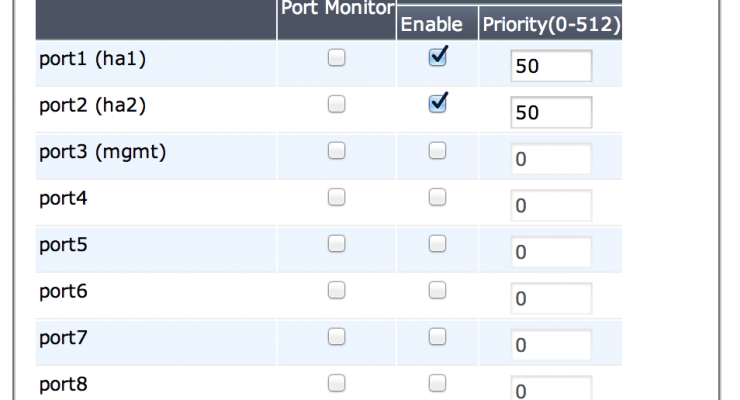 Port Monitor
Enable Priority(0-512)
port1 (ha1) 50
port2 (ha2) 50
port3 (mgmt) 0
port4 0
port5 0
port6 0
port7 0
port8 0